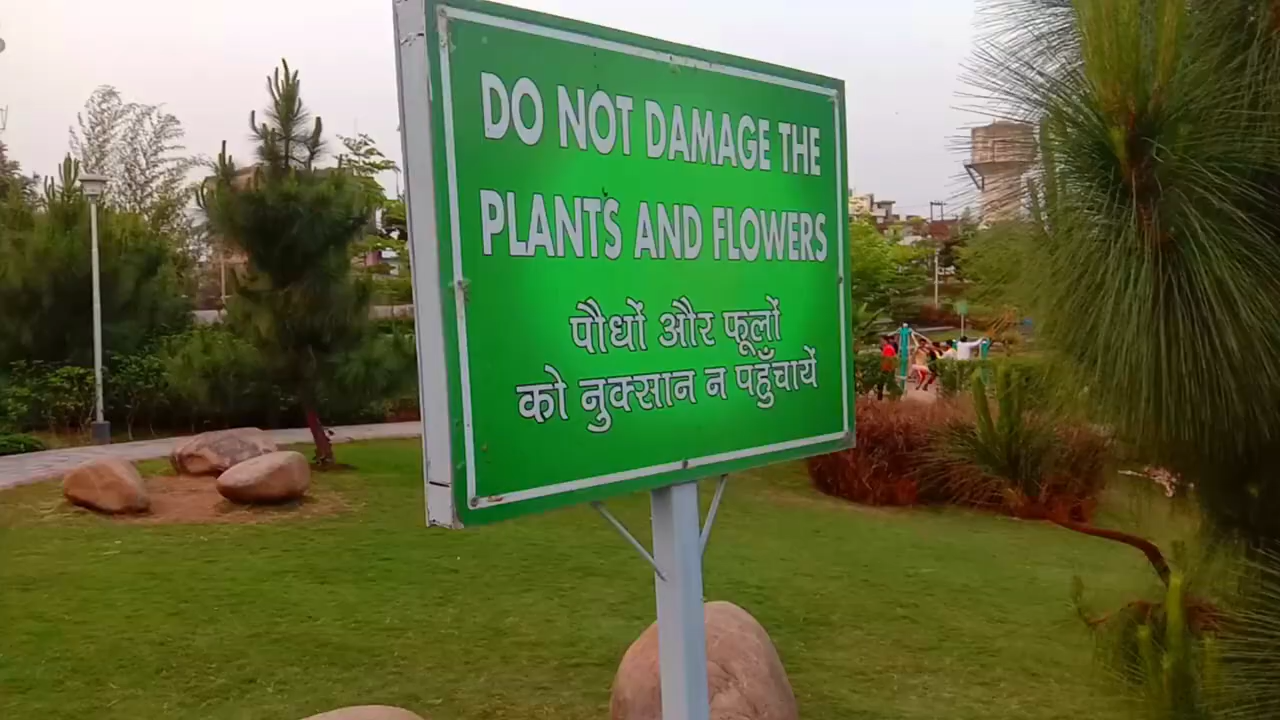 DO NOT DAMAGE THE
PLANTS AND FLOWERS
पौधों और फूलों
को नुक्सान न पहुँचायें